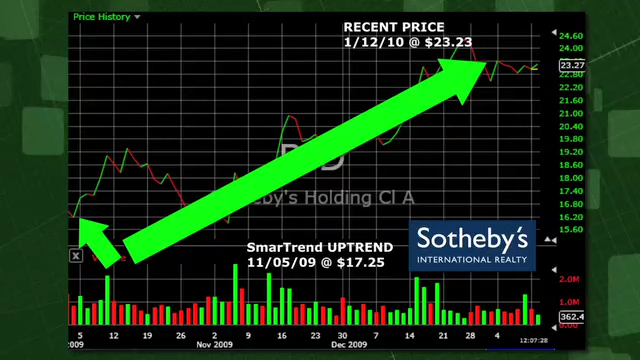 Price History
RECENT PRICE
1/12/10 @ $23.23
24.60
24.00
23.27
22.80
22.20
21.60
21.00
20.40
19.80
19.20
18.60
18.00
17.40
16.80
16.20
15.60
by's Holding Cl A
Sotheby's
INTERNATIONAL REALTY
SmarTrend UPTREND
11/05/09 @ $17.25
X
2.0M
1.0M
362.4
0.00
5 12 19 26 2 9 16 23 30 7 14 21 28 4
2009 Nov 2009 Dec 2009
12:07:28